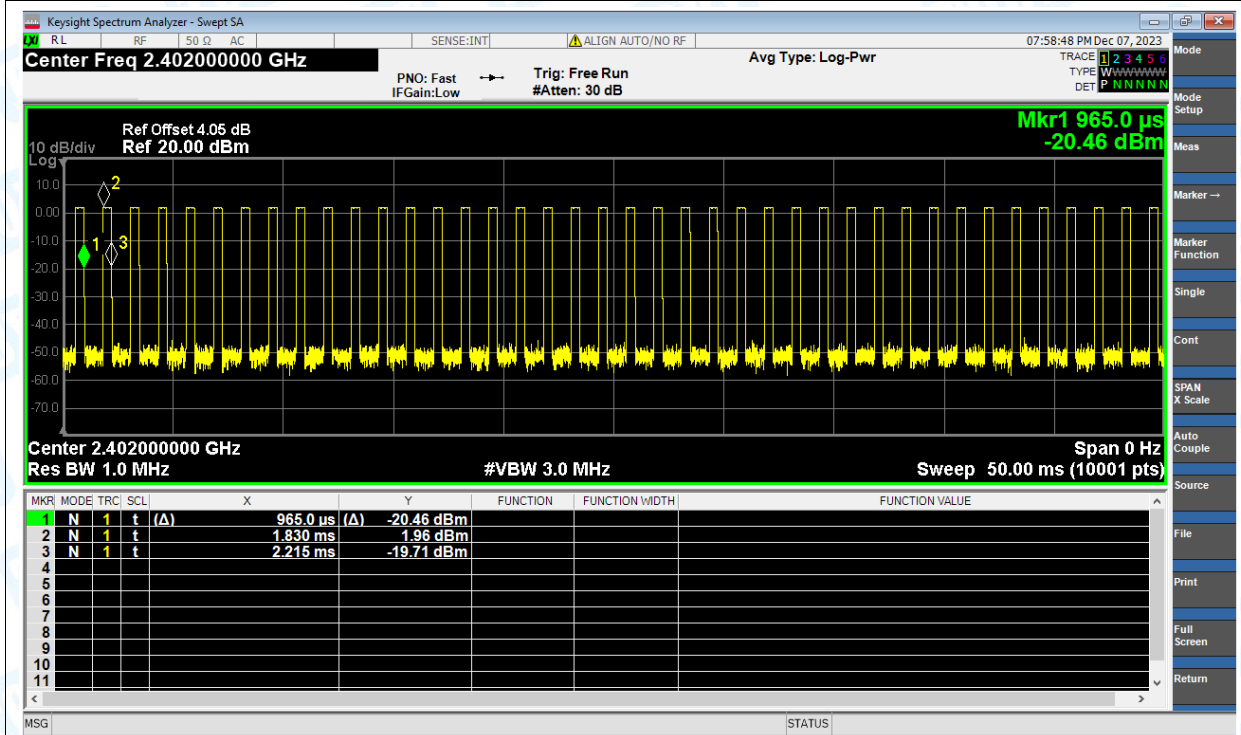 Keysight Spectrum Analyzer - Swept SA
LXI RL RF 50 Ω AC SENSE:INT ALIGN AUTO/NO RF 07:58:48 PM Dec 07, 2023
Center Freq 2.402000000 GHz
Avg Type: Log-Pwr
TRACE 1 2 3 4 5 6
PNO: Fast Trig: Free Run
TYPE WWWWWW
IFGain:Low #Atten: 30 dB
DET P N N N N N
Ref Offset 4.05 dB
Mkr1 965.0 µs
10 dB/div Ref 20.00 dBm
-20.46 dBm
Log
10.0
0.00
-10.0
-20.0
-30.0
-40.0
-50.0
-60.0
-70.0
2
1
3
Center 2.402000000 GHz Span 0 Hz
Res BW 1.0 MHz #VBW 3.0 MHz Sweep 50.00 ms (10001 pts)
MKR MODE TRC SCL X Y FUNCTION FUNCTION WIDTH FUNCTION VALUE
1 N 1 t (Δ) 965.0 µs (Δ) -20.46 dBm
2 N 1 t 1.830 ms 1.96 dBm
3 N 1 t 2.215 ms -19.71 dBm
4
5
6
7
8
9
10
11
MSG STATUS
Mode
Mode Setup
Meas
Marker →
Marker Function
Single
Cont
SPAN X Scale
Auto Couple
Source
File
Print
Full Screen
Return